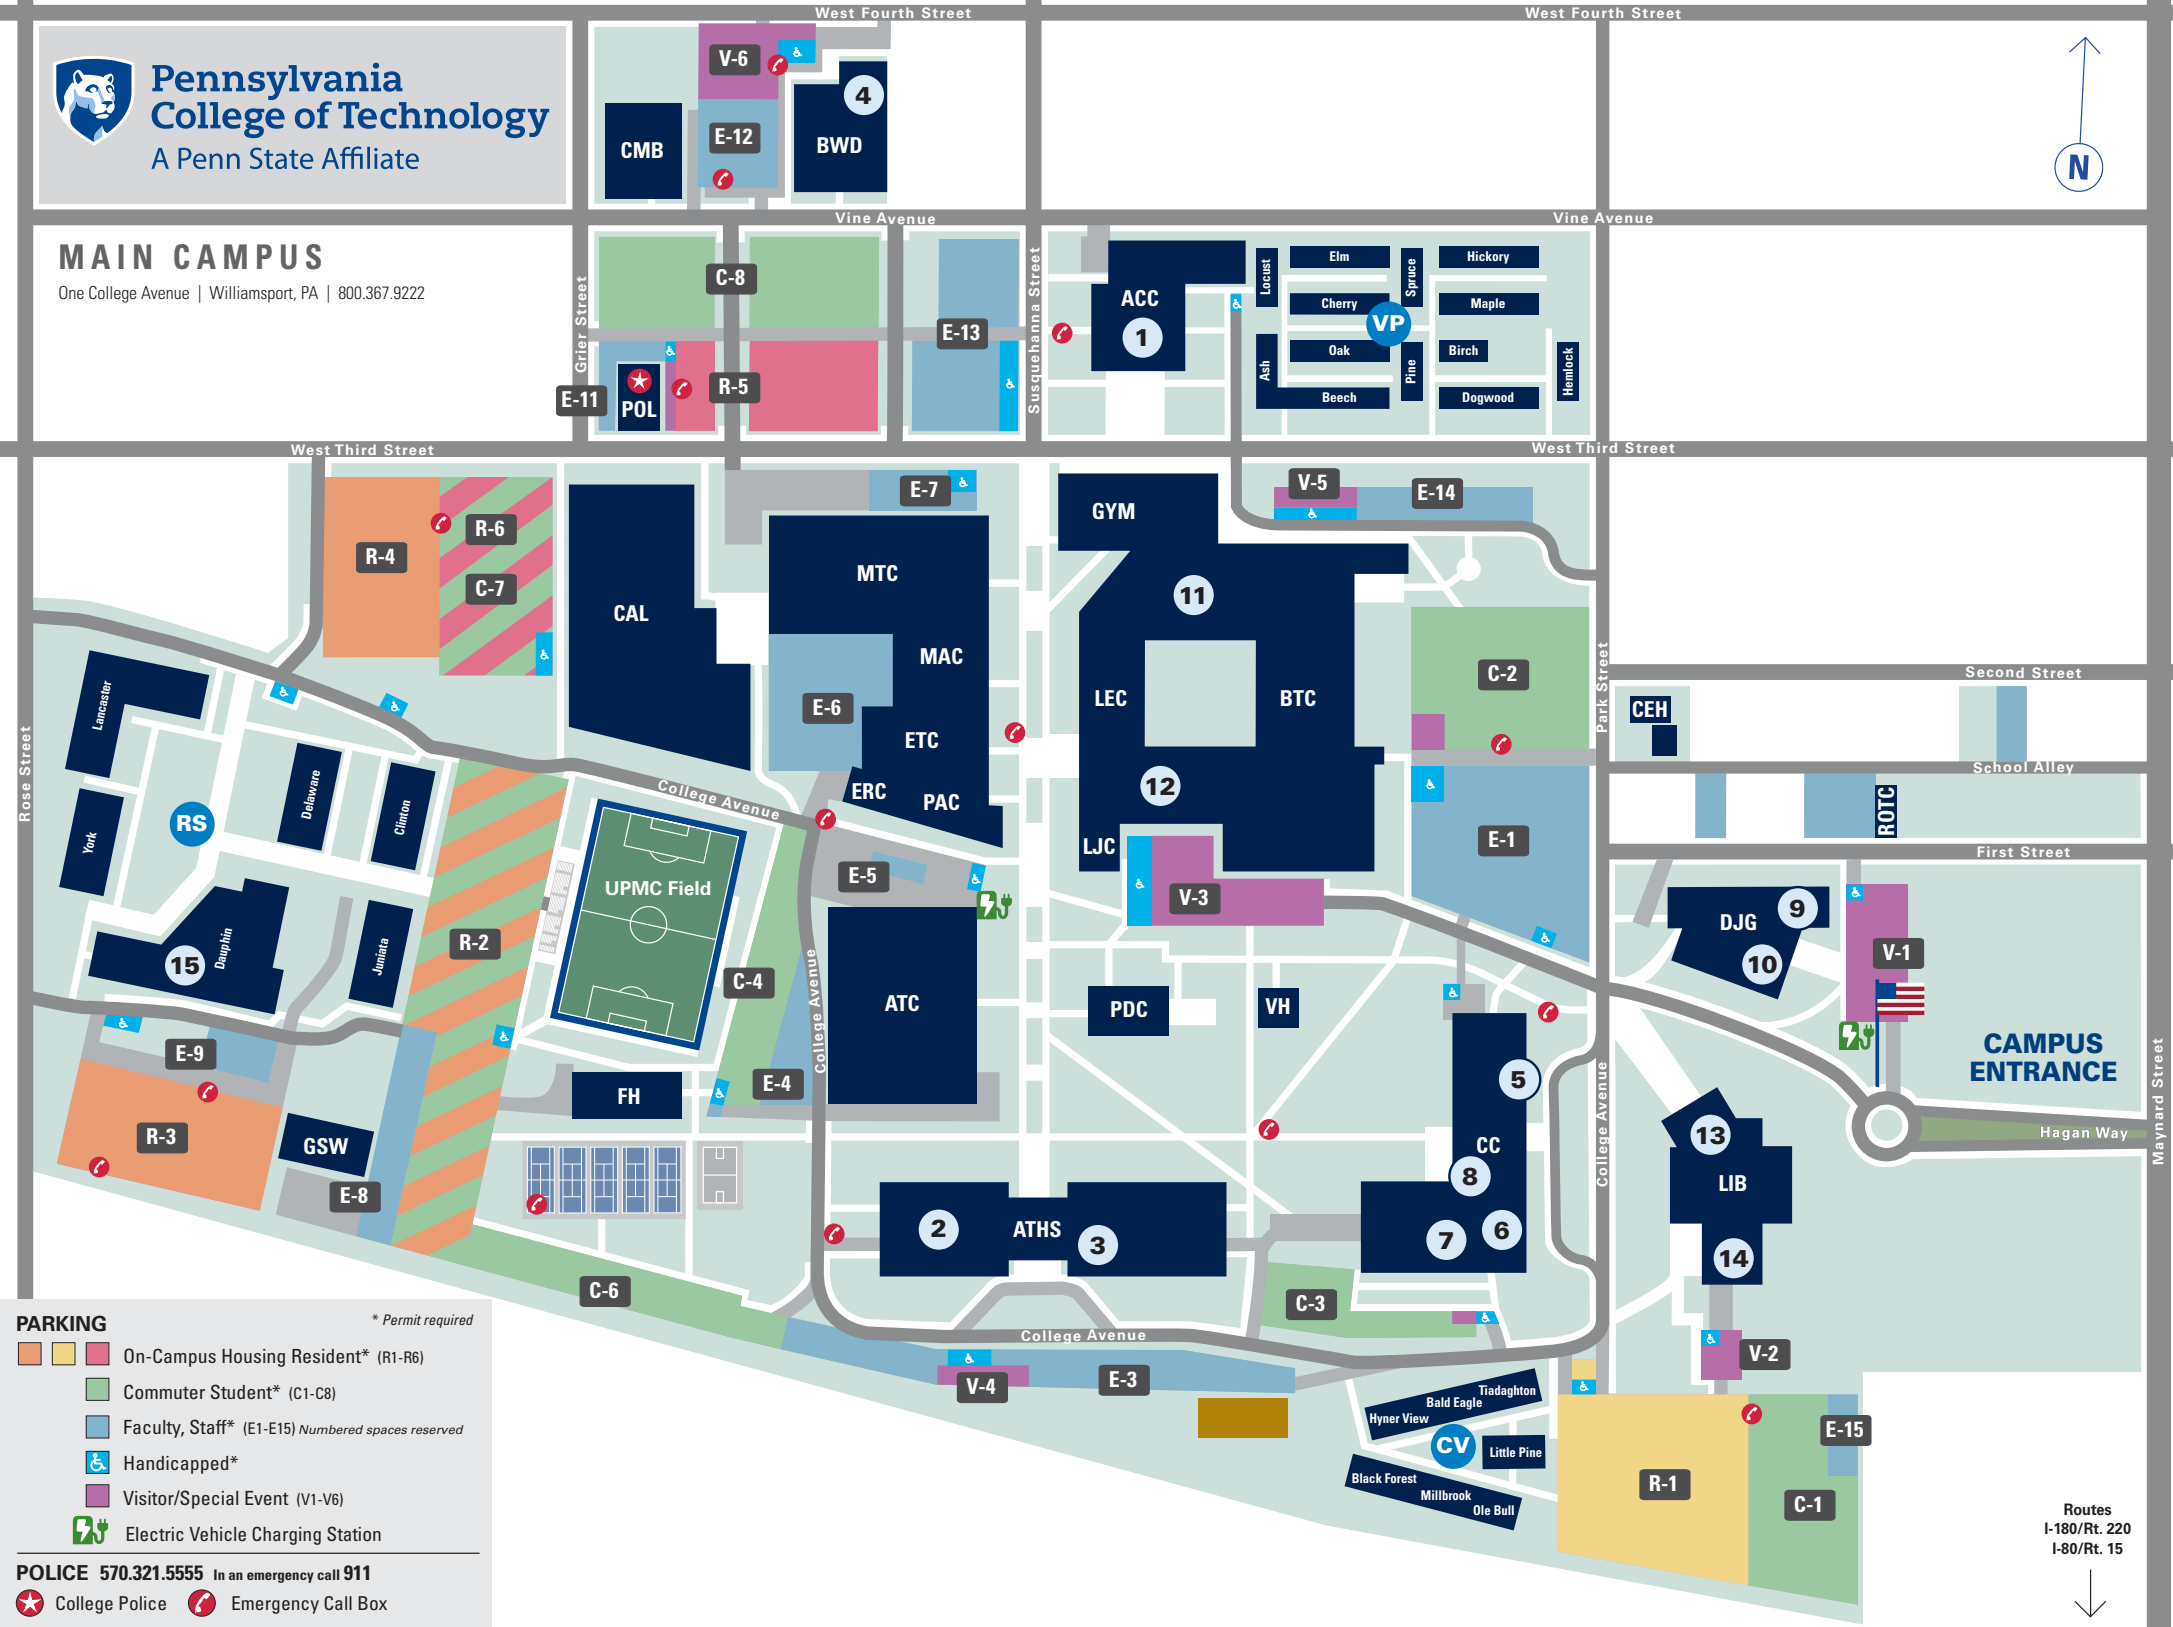 West Fourth Street
West Fourth Street
Pennsylvania
College of Technology
A Penn State Affiliate
V-6
4
CMB
E-12
BWD
N
Vine Avenue
Vine Avenue
MAIN CAMPUS
One College Avenue | Williamsport, PA | 800.367.9222
Grier Street
C-8
E-13
E-11
POL
R-5
Susquehanna Street
ACC
1
Locust
Elm
Spruce
Hickory
Cherry
VP
Maple
Ash
Oak
Pine
Birch
Hemlock
Beech
Dogwood
West Third Street
West Third Street
R-4
R-6
C-7
CAL
E-7
MTC
MAC
E-6
ETC
ERC
PAC
GYM
V-5
E-14
11
LEC
BTC
12
LJC
V-3
C-2
E-1
Park Street
Second Street
CEH
School Alley
ROTC
First Street
Rose Street
Lancaster
York
RS
Delaware
Clinton
Dauphin
15
Juniata
R-2
College Avenue
UPMC Field
E-5
C-4
College Avenue
ATC
E-4
FH
E-9
R-3
GSW
E-8
PDC
VH
5
CC
8
7
6
College Avenue
DJG
9
10
V-1
CAMPUS
ENTRANCE
Hagan Way
Maynard Street
13
LIB
14
2
ATHS
3
C-6
C-3
College Avenue
V-4
E-3
V-2
Tiadaghton
Bald Eagle
Hyner View
CV
Little Pine
Black Forest
Millbrook
Ole Bull
R-1
E-15
C-1
Routes
I-180/Rt. 220
I-80/Rt. 15
PARKING
* Permit required
On-Campus Housing Resident* (R1-R6)
Commuter Student* (C1-C8)
Faculty, Staff* (E1-E15) Numbered spaces reserved
Handicapped*
Visitor/Special Event (V1-V6)
Electric Vehicle Charging Station
POLICE 570.321.5555 In an emergency call 911
College Police
Emergency Call Box